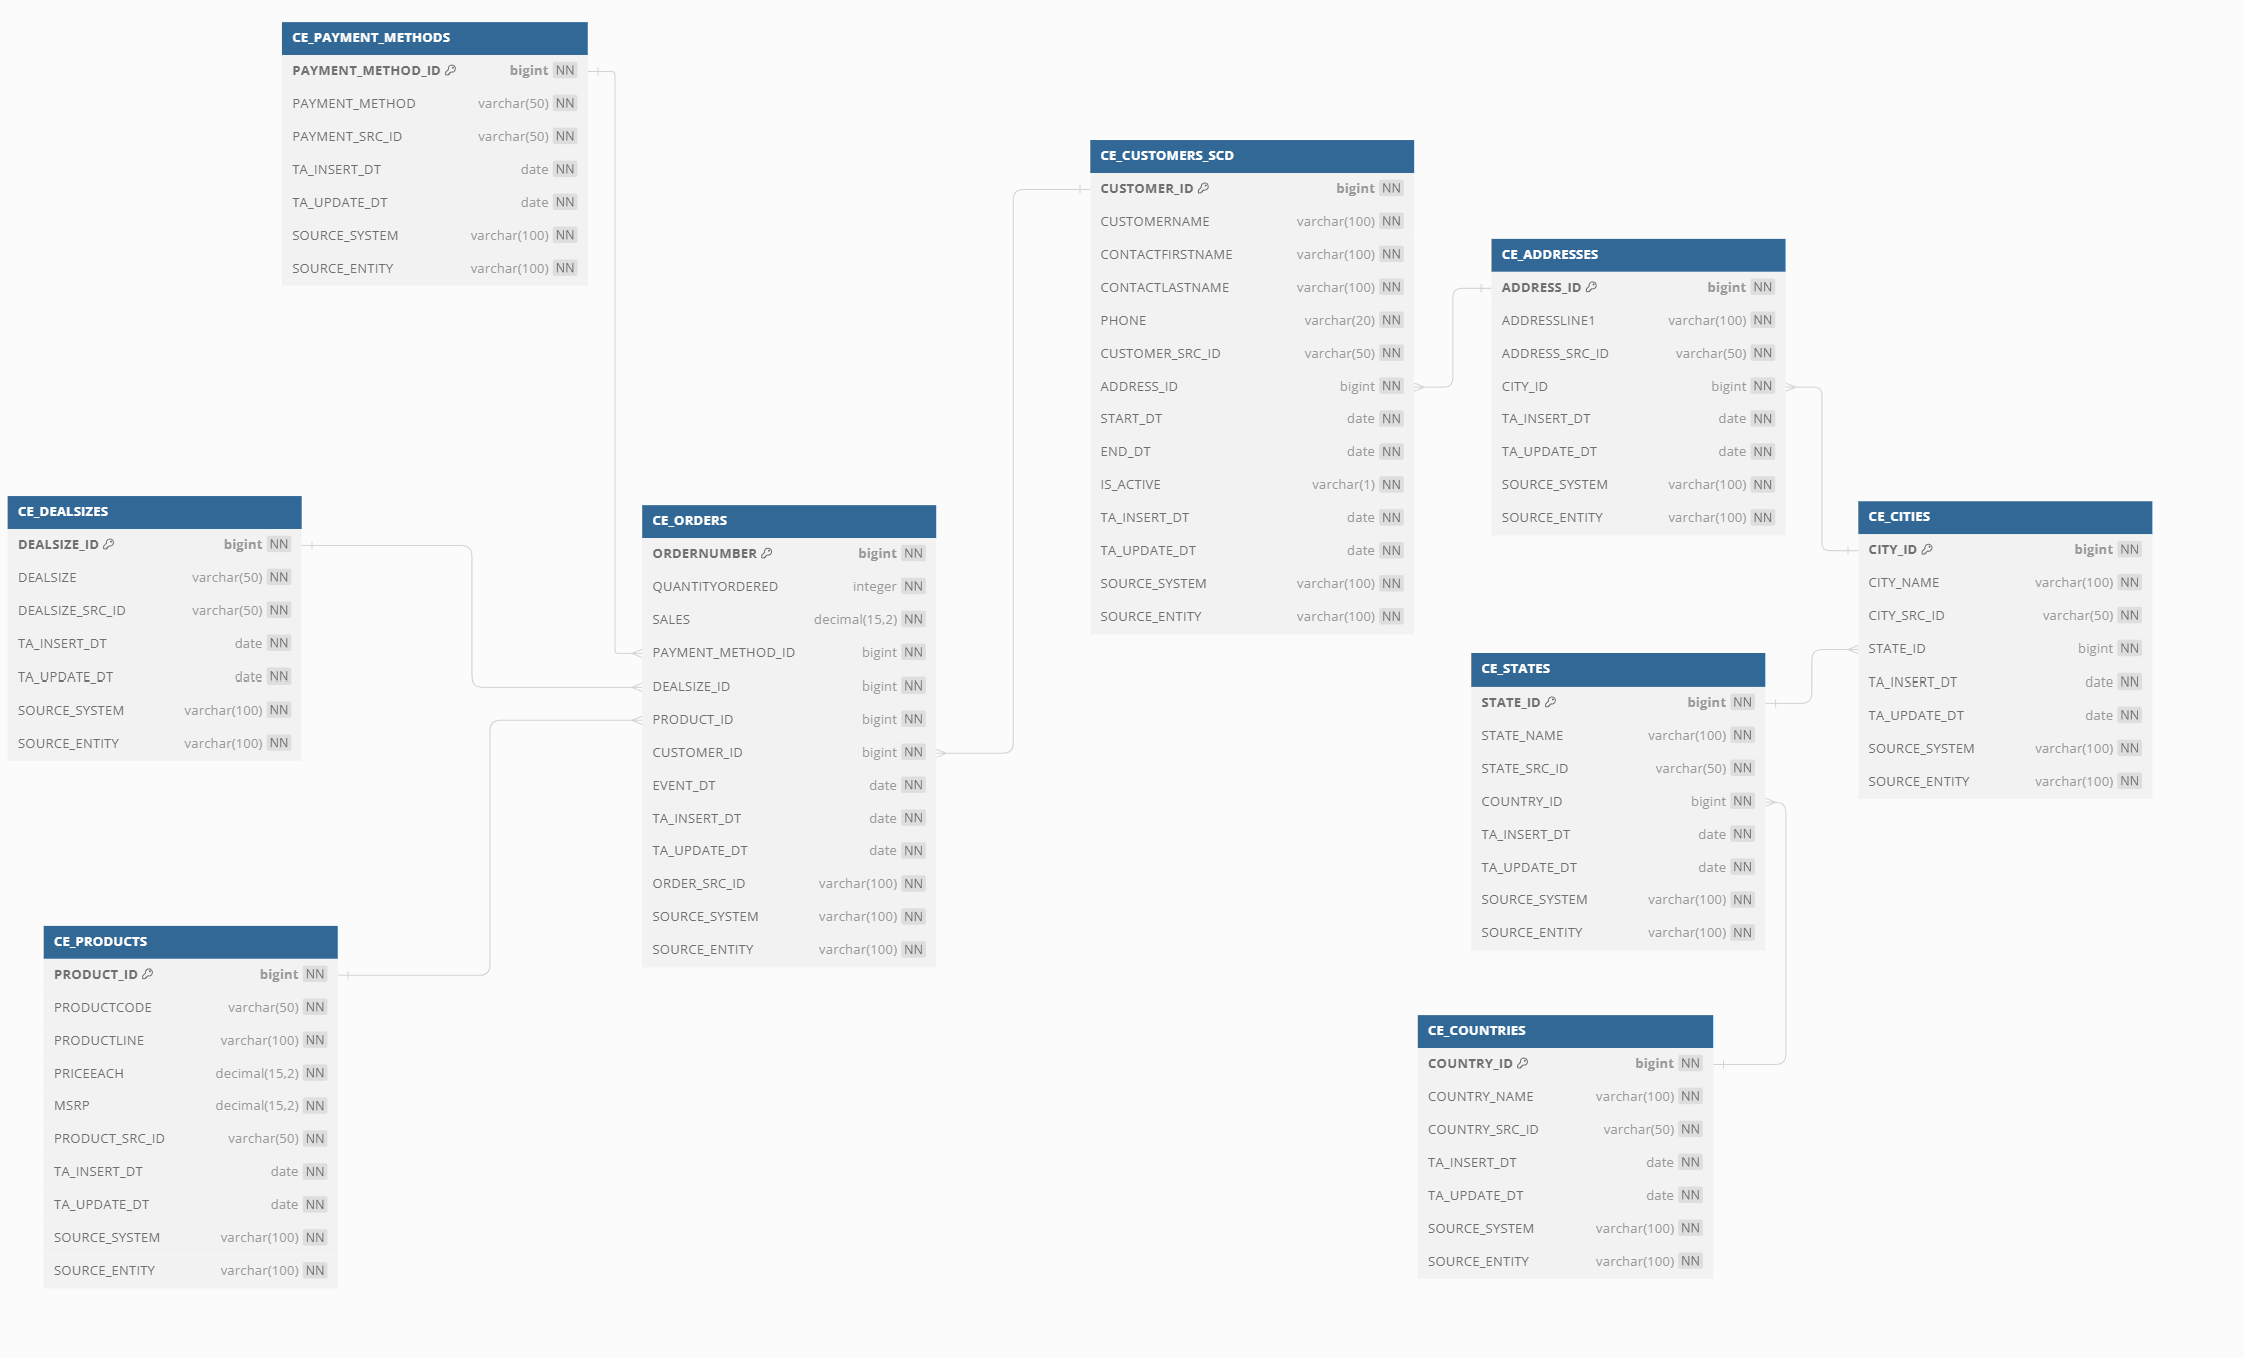 CE_PAYMENT_METHODS
PAYMENT_METHOD_ID bigint NN
PAYMENT_METHOD varchar(50) NN
PAYMENT_SRC_ID varchar(50) NN
TA_INSERT_DT date NN
TA_UPDATE_DT date NN
SOURCE_SYSTEM varchar(100) NN
SOURCE_ENTITY varchar(100) NN
CE_DEALSIZES
DEALSIZE_ID bigint NN
DEALSIZE varchar(50) NN
DEALSIZE_SRC_ID varchar(50) NN
TA_INSERT_DT date NN
TA_UPDATE_DT date NN
SOURCE_SYSTEM varchar(100) NN
SOURCE_ENTITY varchar(100) NN
CE_PRODUCTS
PRODUCT_ID bigint NN
PRODUCTCODE varchar(50) NN
PRODUCTLINE varchar(100) NN
PRICEEACH decimal(15,2) NN
MSRP decimal(15,2) NN
PRODUCT_SRC_ID varchar(50) NN
TA_INSERT_DT date NN
TA_UPDATE_DT date NN
SOURCE_SYSTEM varchar(100) NN
SOURCE_ENTITY varchar(100) NN
CE_ORDERS
ORDERNUMBER bigint NN
QUANTITYORDERED integer NN
SALES decimal(15,2) NN
PAYMENT_METHOD_ID bigint NN
DEALSIZE_ID bigint NN
PRODUCT_ID bigint NN
CUSTOMER_ID bigint NN
EVENT_DT date NN
TA_INSERT_DT date NN
TA_UPDATE_DT date NN
ORDER_SRC_ID varchar(100) NN
SOURCE_SYSTEM varchar(100) NN
SOURCE_ENTITY varchar(100) NN
CE_CUSTOMERS_SCD
CUSTOMER_ID bigint NN
CUSTOMERNAME varchar(100) NN
CONTACTFIRSTNAME varchar(100) NN
CONTACTLASTNAME varchar(100) NN
PHONE varchar(20) NN
CUSTOMER_SRC_ID varchar(50) NN
ADDRESS_ID bigint NN
START_DT date NN
END_DT date NN
IS_ACTIVE varchar(1) NN
TA_INSERT_DT date NN
TA_UPDATE_DT date NN
SOURCE_SYSTEM varchar(100) NN
SOURCE_ENTITY varchar(100) NN
CE_ADDRESSES
ADDRESS_ID bigint NN
ADDRESSLINE1 varchar(100) NN
ADDRESS_SRC_ID varchar(50) NN
CITY_ID bigint NN
TA_INSERT_DT date NN
TA_UPDATE_DT date NN
SOURCE_SYSTEM varchar(100) NN
SOURCE_ENTITY varchar(100) NN
CE_CITIES
CITY_ID bigint NN
CITY_NAME varchar(100) NN
CITY_SRC_ID varchar(50) NN
STATE_ID bigint NN
TA_INSERT_DT date NN
TA_UPDATE_DT date NN
SOURCE_SYSTEM varchar(100) NN
SOURCE_ENTITY varchar(100) NN
CE_STATES
STATE_ID bigint NN
STATE_NAME varchar(100) NN
STATE_SRC_ID varchar(50) NN
COUNTRY_ID bigint NN
TA_INSERT_DT date NN
TA_UPDATE_DT date NN
SOURCE_SYSTEM varchar(100) NN
SOURCE_ENTITY varchar(100) NN
CE_COUNTRIES
COUNTRY_ID bigint NN
COUNTRY_NAME varchar(100) NN
COUNTRY_SRC_ID varchar(50) NN
TA_INSERT_DT date NN
TA_UPDATE_DT date NN
SOURCE_SYSTEM varchar(100) NN
SOURCE_ENTITY varchar(100) NN